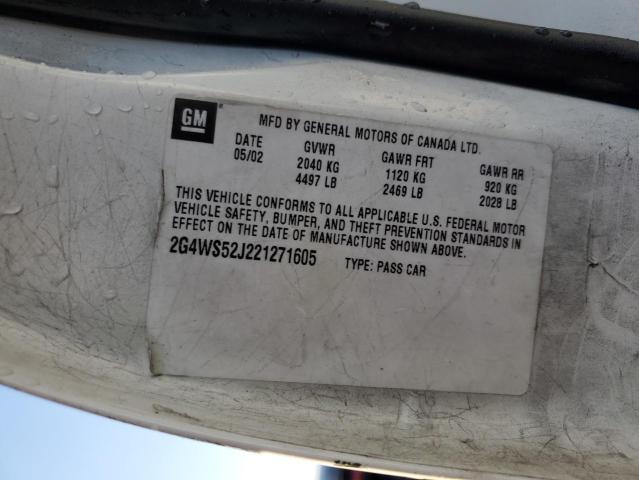 GM
MFD BY GENERAL MOTORS OF CANADA LTD.
DATE GVWR GAWR FRT GAWR RR
05/02 2040 KG 1120 KG 920 KG
4497 LB 2469 LB 2028 LB
THIS VEHICLE CONFORMS TO ALL APPLICABLE U.S. FEDERAL MOTOR
VEHICLE SAFETY, BUMPER, AND THEFT PREVENTION STANDARDS IN
EFFECT ON THE DATE OF MANUFACTURE SHOWN ABOVE.
2G4WS52J221271605 TYPE: PASS CAR